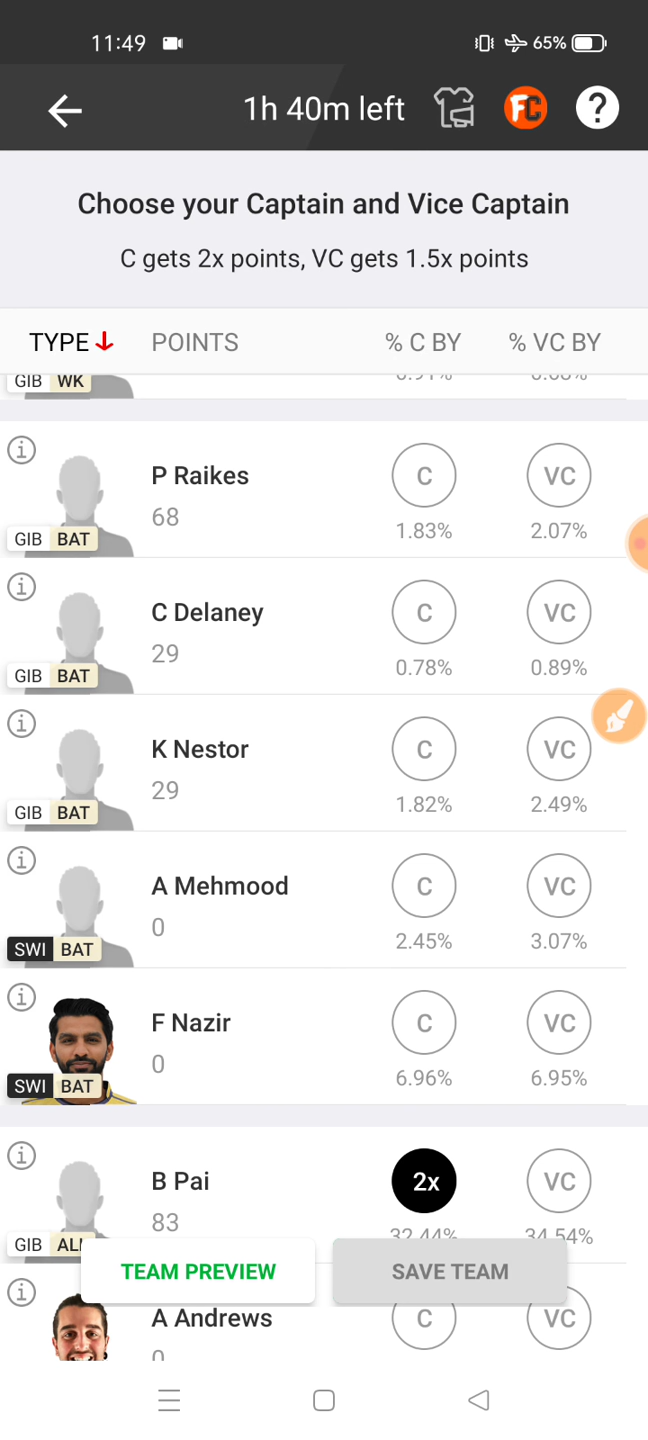 11:49
65%
1h 40m left
FC
?
Choose your Captain and Vice Captain
C gets 2x points, VC gets 1.5x points
TYPE POINTS % C BY % VC BY
GIB WK
P Raikes
68
C
VC
1.83%
2.07%
GIB BAT
C Delaney
29
C
VC
0.78%
0.89%
GIB BAT
K Nestor
29
C
VC
1.82%
2.49%
GIB BAT
A Mehmood
0
C
VC
2.45%
3.07%
SWI BAT
F Nazir
0
C
VC
6.96%
6.95%
SWI BAT
B Pai
83
2x
VC
32.44%
34.54%
GIB
TEAM PREVIEW
SAVE TEAM
A Andrews
C
VC